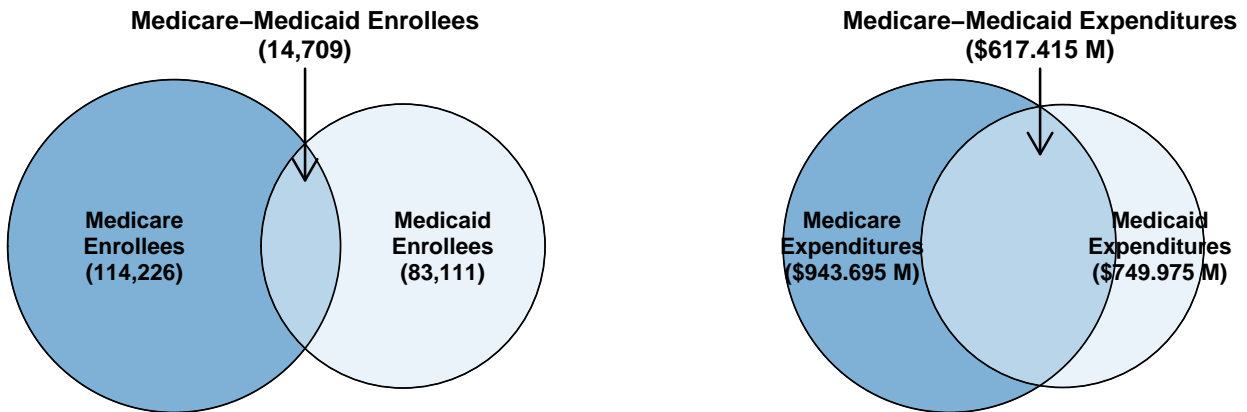 Medicare–Medicaid Enrollees
(14,709)
Medicare
Enrollees
(114,226)
Medicaid
Enrollees
(83,111)
Medicare–Medicaid Expenditures
($617.415 M)
Medicare
Expenditures
($943.695 M)
Medicaid
Expenditures
($749.975 M)